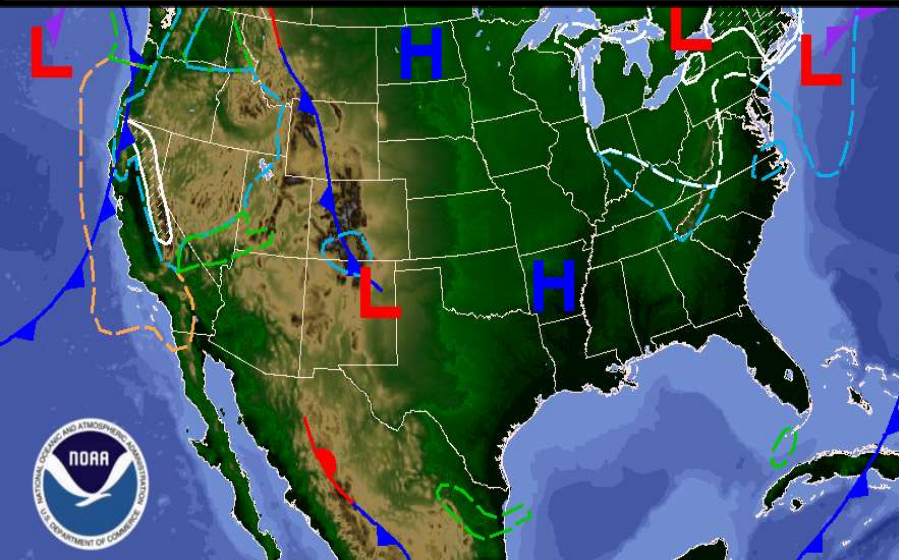 L
H
L
L
H
L
NATIONAL OCEANIC AND ATMOSPHERIC ADMINISTRATION
NOAA
U.S. DEPARTMENT OF COMMERCE